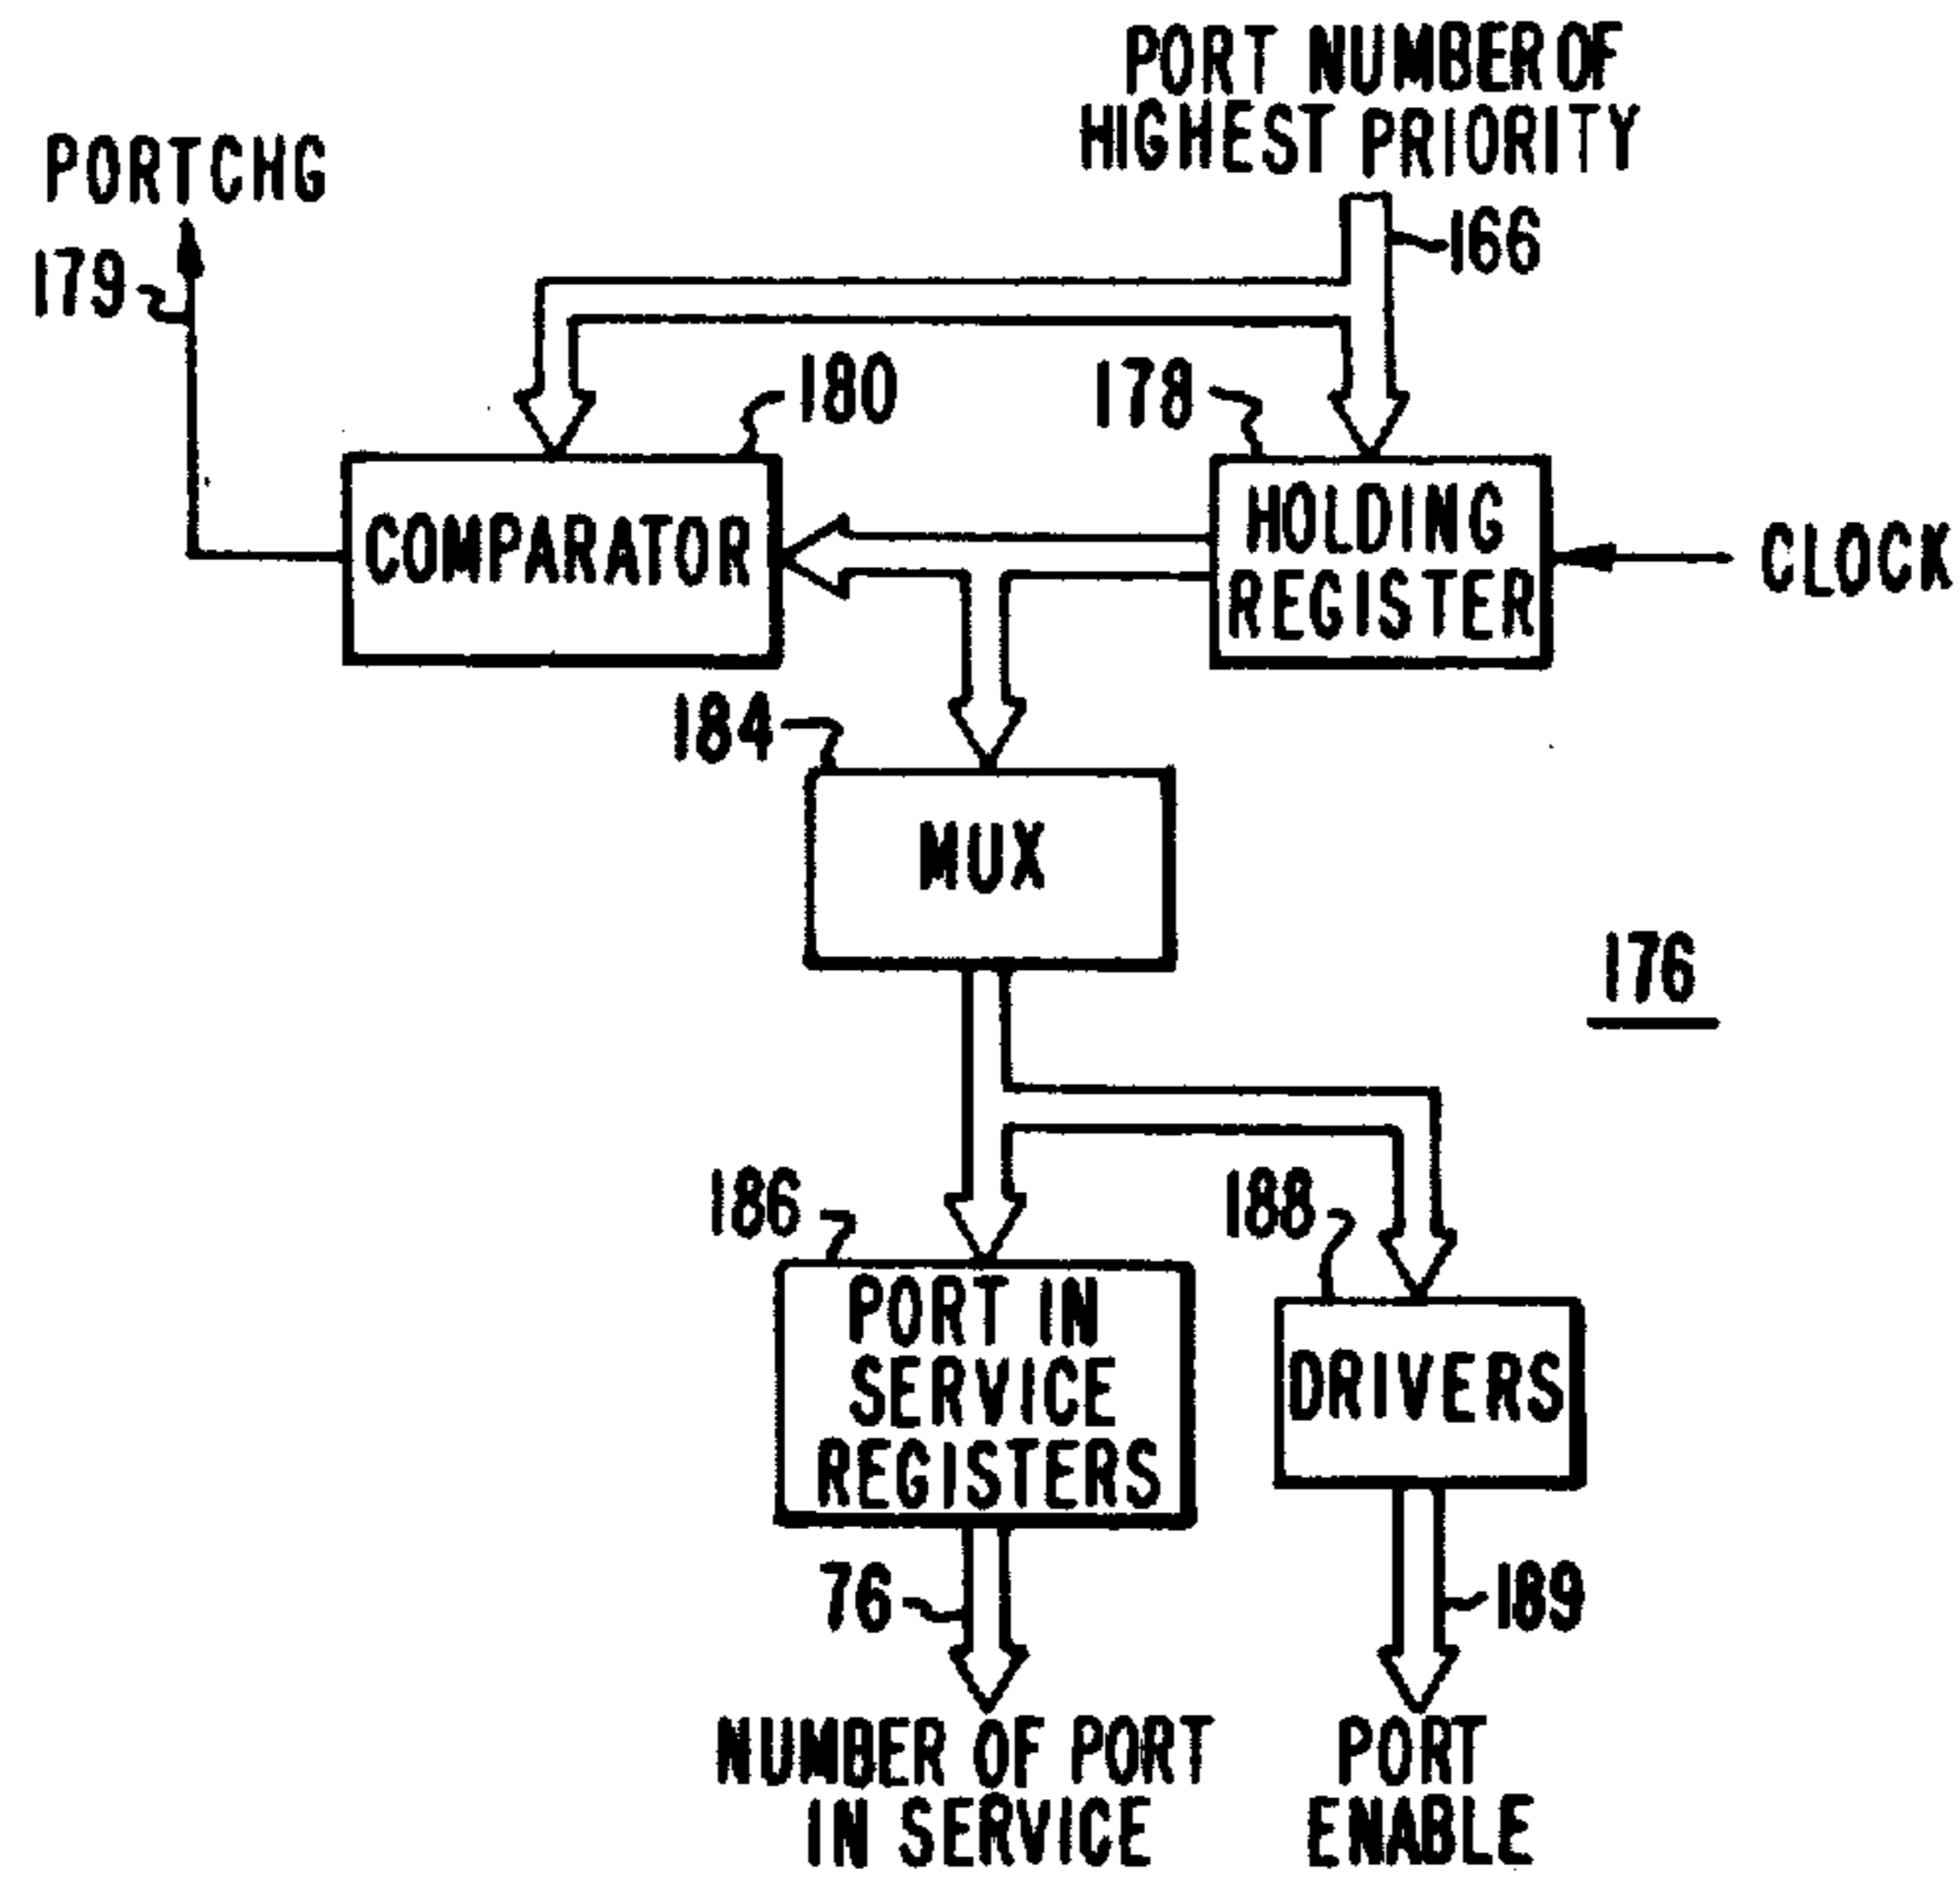 PORT NUMBER OF
HIGHEST PRIORITY
PORTCHG
166
179
180
178
COMPARATOR
HOLDING
REGISTER
CLOCK
184
MUX
176
186
188
PORT IN
SERVICE
REGISTERS
DRIVERS
76
189
NUMBER OF PORT
IN SERVICE
PORT
ENABLE